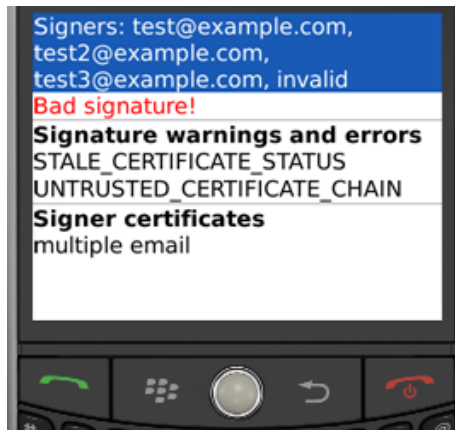 Signers: test@example.com,
test2@example.com,
test3@example.com, invalid
Bad signature!
Signature warnings and errors
STALE_CERTIFICATE_STATUS
UNTRUSTED_CERTIFICATE_CHAIN
Signer certificates
multiple email